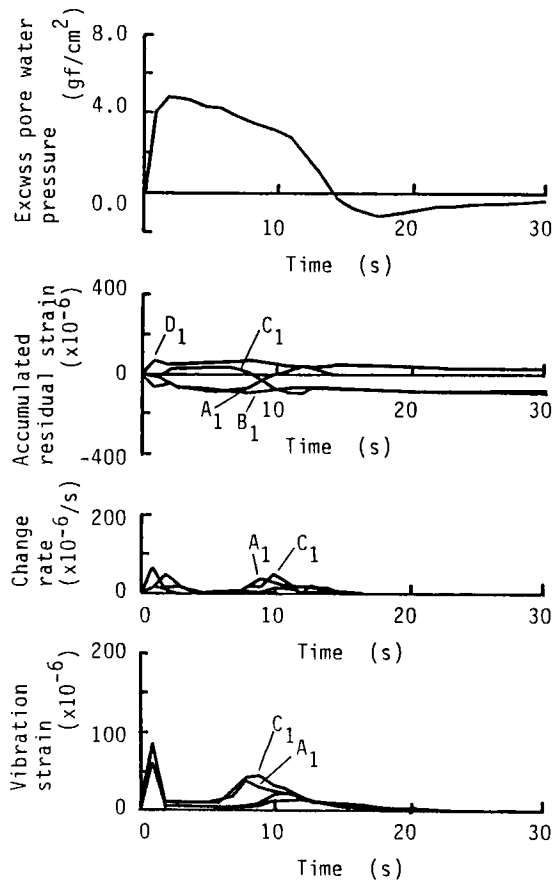 Excwss pore water
pressure (gf/cm²)
8.0
4.0
0.0
10
20
30
Time (s)
Accumulated
residual strain
(x10⁻⁶)
400
0
-400
D₁
C₁
A₁
B₁
0
10
20
30
Time (s)
Change
rate
(x10⁻⁶/s)
200
0
A₁
C₁
0
10
20
30
Time (s)
Vibration
strain
(x10⁻⁶)
200
100
0
C₁
A₁
0
10
20
30
Time (s)